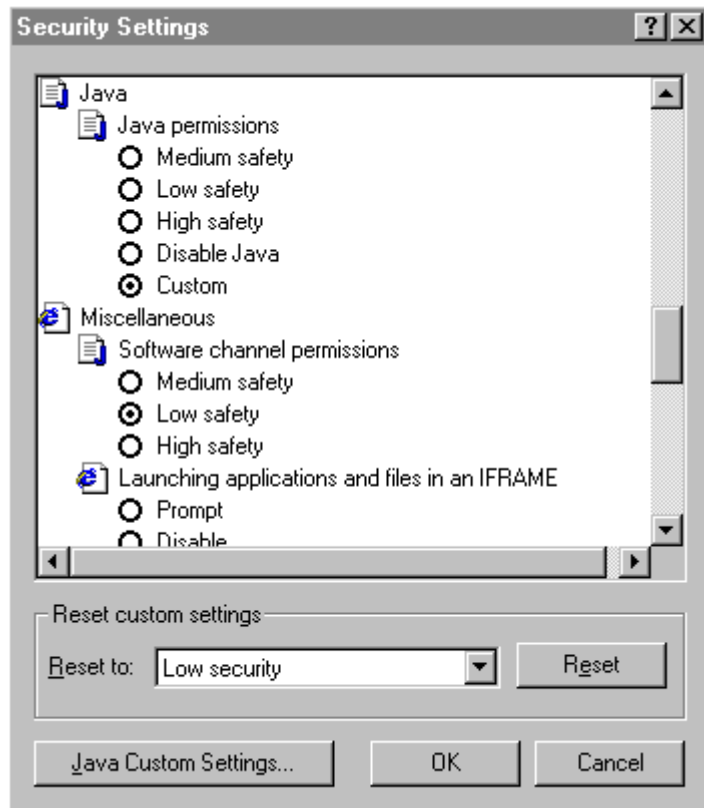 Security Settings
Java
Java permissions
Medium safety
Low safety
High safety
Disable Java
Custom
Miscellaneous
Software channel permissions
Medium safety
Low safety
High safety
Launching applications and files in an IFRAME
Prompt
Disable
Reset custom settings
Reset to: Low security Reset
Java Custom Settings... OK Cancel